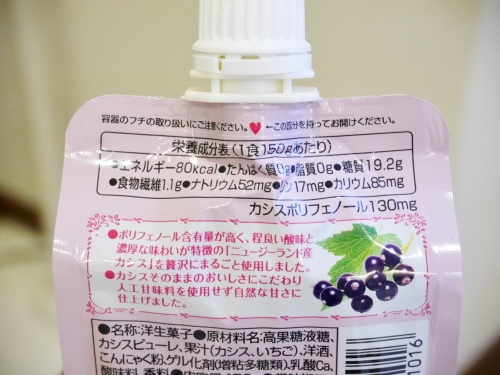 容器のフチの取り扱いにご注意ください。♥ ←この部分を持ってお開けください。
栄養成分表(1食150gあたり)
●エネルギー80kcal●たんぱく質0g●脂質0g●糖質19.2g
●食物繊維1.1g●ナトリウム52mg●リン17mg●カリウム85mg
カシスポリフェノール130mg
●ポリフェノール含有量が高く、程良い酸味と
濃厚な味わいが特徴の「ニュージーランド産
カシス」を贅沢にまるごと使用しました。
●カシスそのままのおいしさにこだわり
人工甘味料を使用せず自然な甘さに
仕上げました。
●名称:洋生菓子●原材料名:高果糖液糖、
カシスピューレ、果汁(カシス、いちご)、洋酒、
こんにゃく粉、ゲル化剤(増粘多糖類)、乳酸Ca、
酸味料、香料
1016